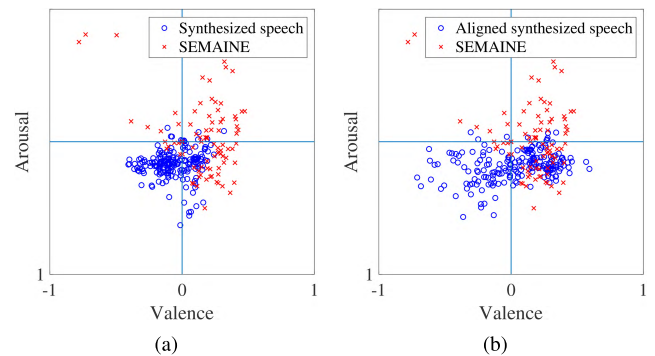 Synthesized speech
SEMAINE
Arousal
1
-1
0
1
Valence
(a)
Aligned synthesized speech
SEMAINE
Arousal
1
-1
0
1
Valence
(b)